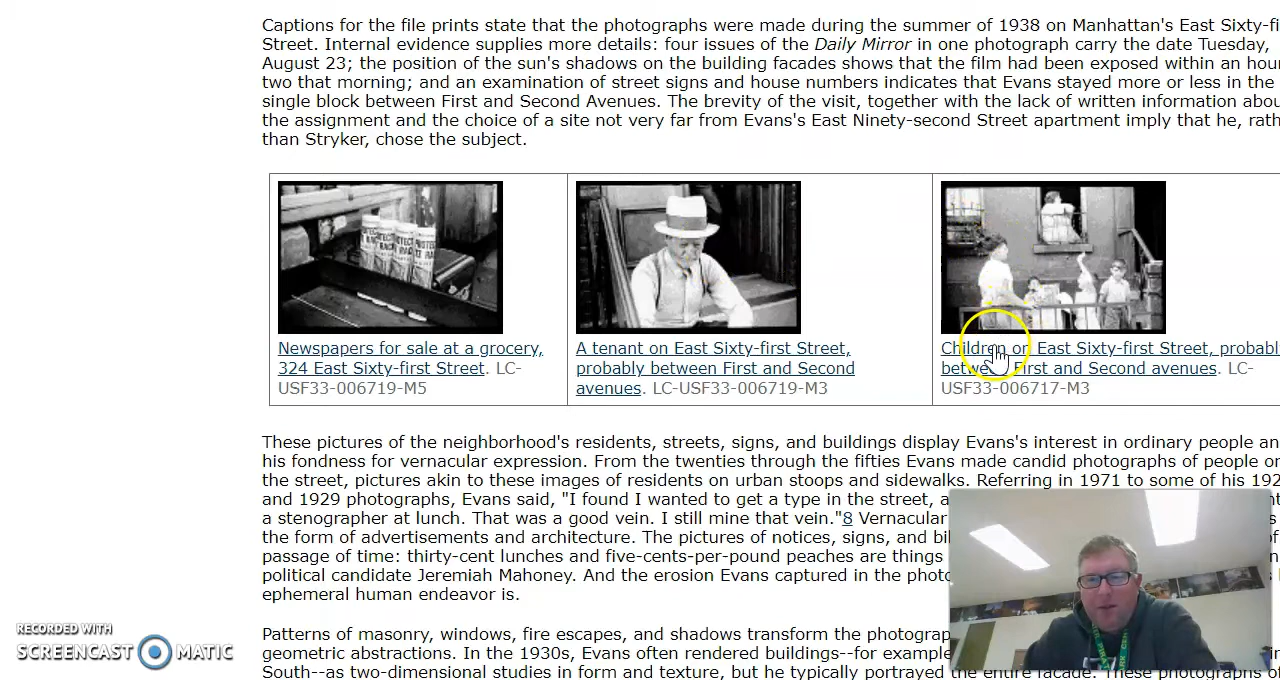 Captions for the file prints state that the photographs were made during the summer of 1938 on Manhattan's East Sixty-fi
Street. Internal evidence supplies more details: four issues of the Daily Mirror in one photograph carry the date Tuesday,
August 23; the position of the sun's shadows on the building facades shows that the film had been exposed within an hour
two that morning; and an examination of street signs and house numbers indicates that Evans stayed more or less in the
single block between First and Second Avenues. The brevity of the visit, together with the lack of written information abou
the assignment and the choice of a site not very far from Evans's East Ninety-second Street apartment imply that he, rath
than Stryker, chose the subject.
Newspapers for sale at a grocery,
324 East Sixty-first Street. LC-
USF33-006719-M5
A tenant on East Sixty-first Street,
probably between First and Second
avenues. LC-USF33-006719-M3
Children on East Sixty-first Street, probabl
between First and Second avenues. LC-
USF33-006717-M3
These pictures of the neighborhood's residents, streets, signs, and buildings display Evans's interest in ordinary people an
his fondness for vernacular expression. From the twenties through the fifties Evans made candid photographs of people on
the street, pictures akin to these images of residents on urban stoops and sidewalks. Referring in 1971 to some of his 192
and 1929 photographs, Evans said, "I found I wanted to get a type in the street, a
a stenographer at lunch. That was a good vein. I still mine that vein."8 Vernacular
the form of advertisements and architecture. The pictures of notices, signs, and bil
passage of time: thirty-cent lunches and five-cents-per-pound peaches are things
political candidate Jeremiah Mahoney. And the erosion Evans captured in the photo
ephemeral human endeavor is.
Patterns of masonry, windows, fire escapes, and shadows transform the photograp
geometric abstractions. In the 1930s, Evans often rendered buildings--for example
South--as two-dimensional studies in form and texture, but he typically portrayed the entire facade. These photographs of
RECORDED WITH
SCREENCAST MATIC